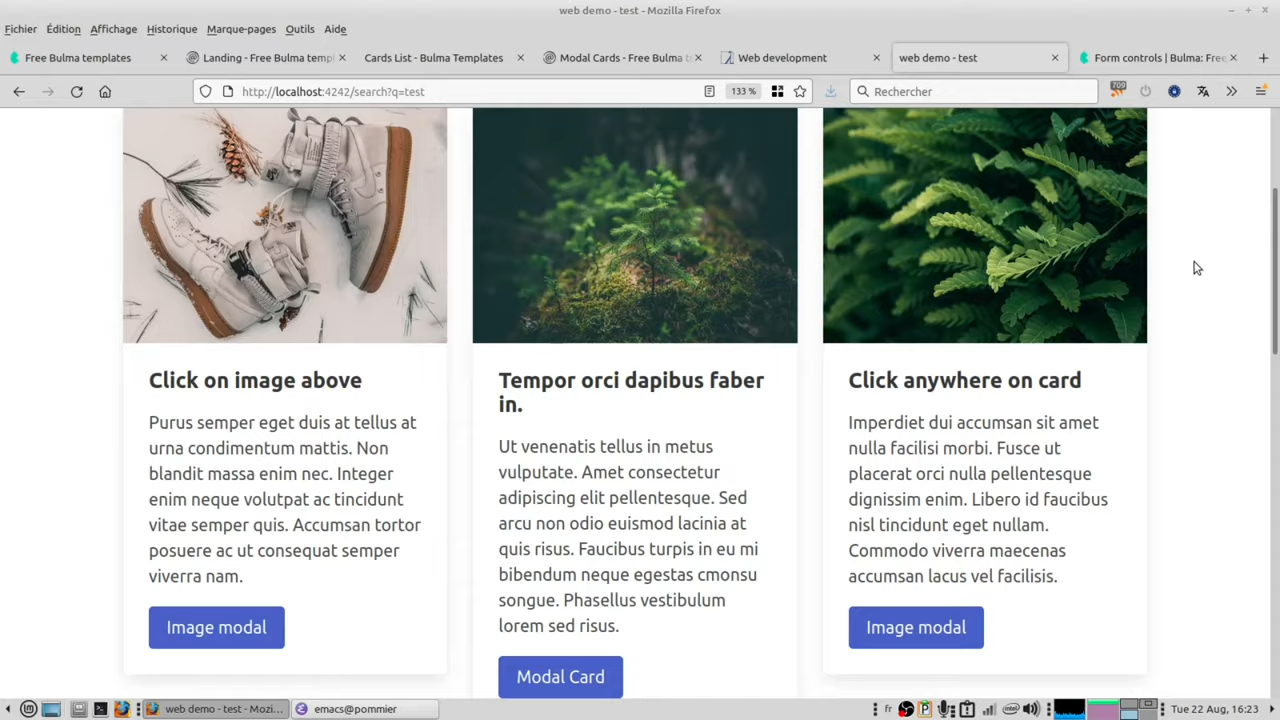 web demo - test - Mozilla Firefox
Fichier Édition Affichage Historique Marque-pages Outils Aide
Free Bulma templates
Landing - Free Bulma templ
Cards List - Bulma Templates
Modal Cards - Free Bulma t
Web development
web demo - test
Form controls | Bulma: Free
http://localhost:4242/search?q=test
133 %
Rechercher
709
Click on image above
Purus semper eget duis at tellus at
urna condimentum mattis. Non
blandit massa enim nec. Integer
enim neque volutpat ac tincidunt
vitae semper quis. Accumsan tortor
posuere ac ut consequat semper
viverra nam.
Image modal
Tempor orci dapibus faber
in.
Ut venenatis tellus in metus
vulputate. Amet consectetur
adipiscing elit pellentesque. Sed
arcu non odio euismod lacinia at
quis risus. Faucibus turpis in eu mi
bibendum neque egestas cmonsu
songue. Phasellus vestibulum
lorem sed risus.
Modal Card
Click anywhere on card
Imperdiet dui accumsan sit amet
nulla facilisi morbi. Fusce ut
placerat orci nulla pellentesque
dignissim enim. Libero id faucibus
nisl tincidunt eget nullam.
Commodo viverra maecenas
accumsan lacus vel facilisis.
Image modal
web demo - test - Mozi...
emacs@pommier
fr
Tue 22 Aug, 16:23